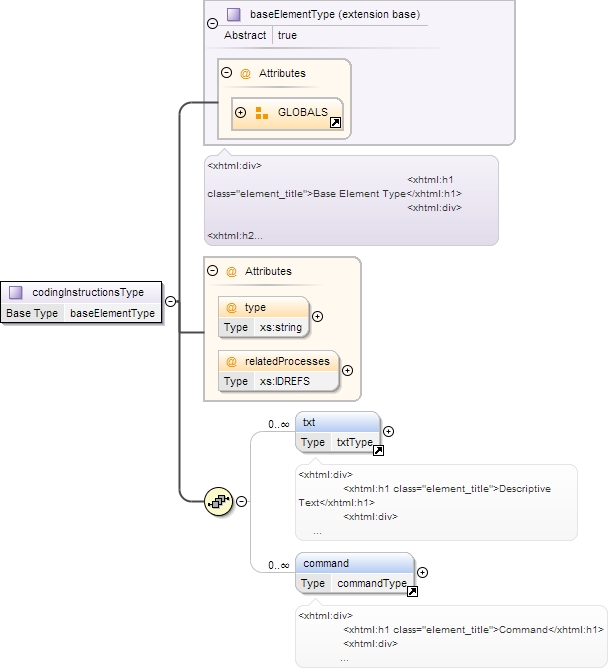 baseElementType (extension base)
Abstract true
@ Attributes
GLOBALS
<xhtml:div>
<xhtml:h1
class="element_title">Base Element Type</xhtml:h1>
<xhtml:div>
<xhtml:h2...
codingInstructionsType
Base Type baseElementType
@ Attributes
@ type
Type xs:string
@ relatedProcesses
Type xs:IDREFS
0..∞
txt
Type txtType
<xhtml:div>
<xhtml:h1 class="element_title">Descriptive
Text</xhtml:h1>
<xhtml:div>
...
0..∞
command
Type commandType
<xhtml:div>
<xhtml:h1 class="element_title">Command</xhtml:h1>
<xhtml:div>
...